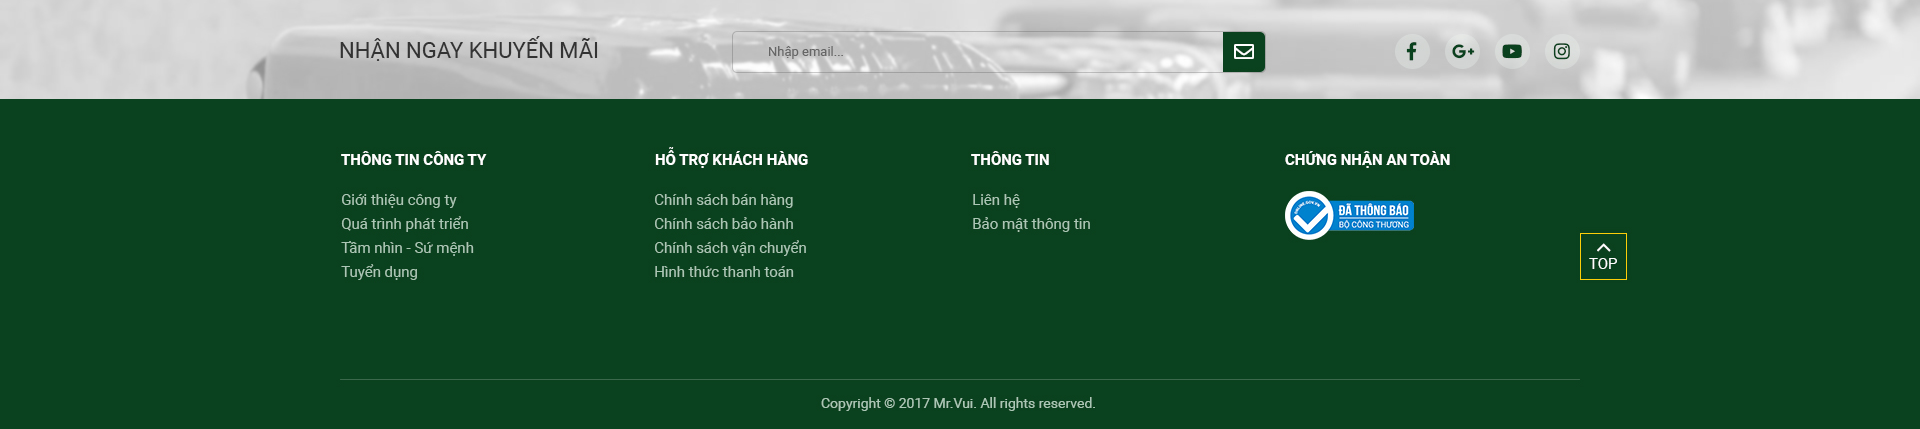 NHẬN NGAY KHUYẾN MÃI
Nhập email...
THÔNG TIN CÔNG TY
Giới thiệu công ty
Quá trình phát triển
Tầm nhìn - Sứ mệnh
Tuyển dụng
HỖ TRỢ KHÁCH HÀNG
Chính sách bán hàng
Chính sách bảo hành
Chính sách vận chuyển
Hình thức thanh toán
THÔNG TIN
Liên hệ
Bảo mật thông tin
CHỨNG NHẬN AN TOÀN
ONLINE.GOV.VN
ĐÃ THÔNG BÁO
BỘ CÔNG THƯƠNG
TOP
Copyright © 2017 Mr.Vui. All rights reserved.